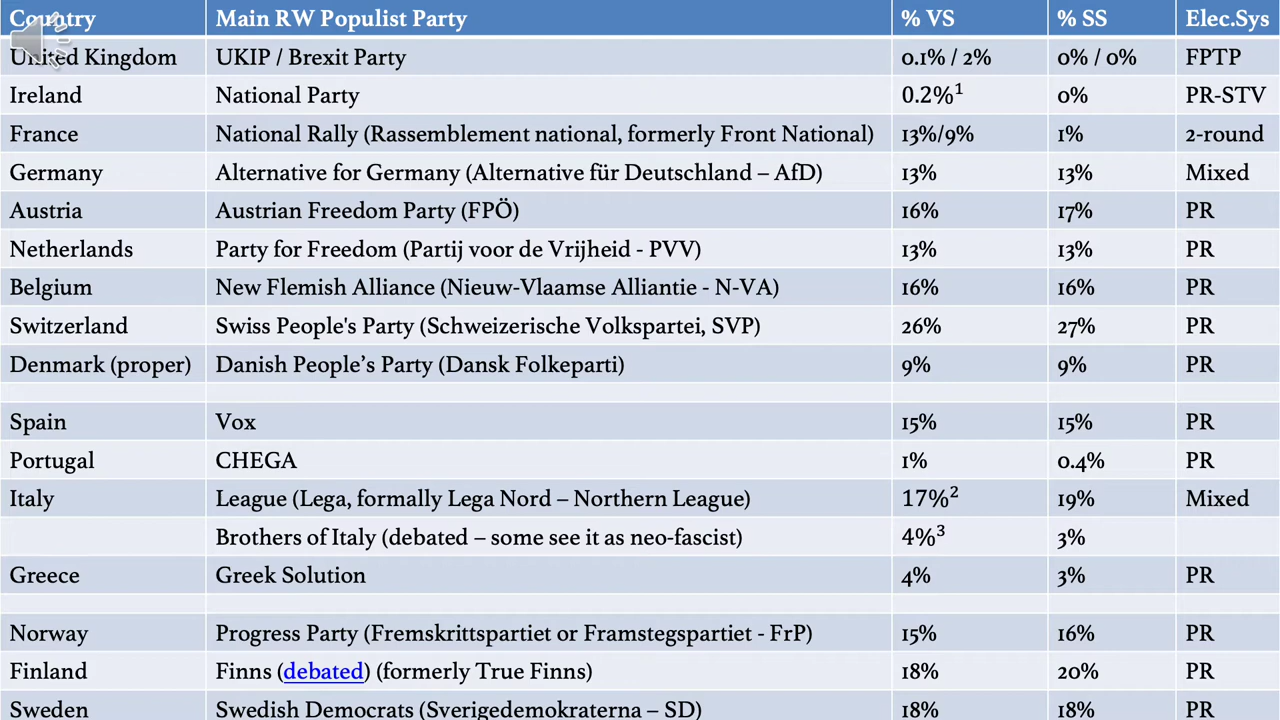 Country Main RW Populist Party % VS % SS Elec.Sys
United Kingdom UKIP / Brexit Party 0.1% / 2% 0% / 0% FPTP
Ireland National Party 0.2%¹ 0% PR-STV
France National Rally (Rassemblement national, formerly Front National) 13%/9% 1% 2-round
Germany Alternative for Germany (Alternative für Deutschland – AfD) 13% 13% Mixed
Austria Austrian Freedom Party (FPÖ) 16% 17% PR
Netherlands Party for Freedom (Partij voor de Vrijheid - PVV) 13% 13% PR
Belgium New Flemish Alliance (Nieuw-Vlaamse Alliantie - N-VA) 16% 16% PR
Switzerland Swiss People's Party (Schweizerische Volkspartei, SVP) 26% 27% PR
Denmark (proper) Danish People’s Party (Dansk Folkeparti) 9% 9% PR
Spain Vox 15% 15% PR
Portugal CHEGA 1% 0.4% PR
Italy League (Lega, formally Lega Nord – Northern League) 17%² 19% Mixed
Brothers of Italy (debated – some see it as neo-fascist) 4%³ 3%
Greece Greek Solution 4% 3% PR
Norway Progress Party (Fremskrittspartiet or Framstegspartiet - FrP) 15% 16% PR
Finland Finns (debated) (formerly True Finns) 18% 20% PR
Sweden Swedish Democrats (Sverigedemokraterna – SD) 18% 18% PR